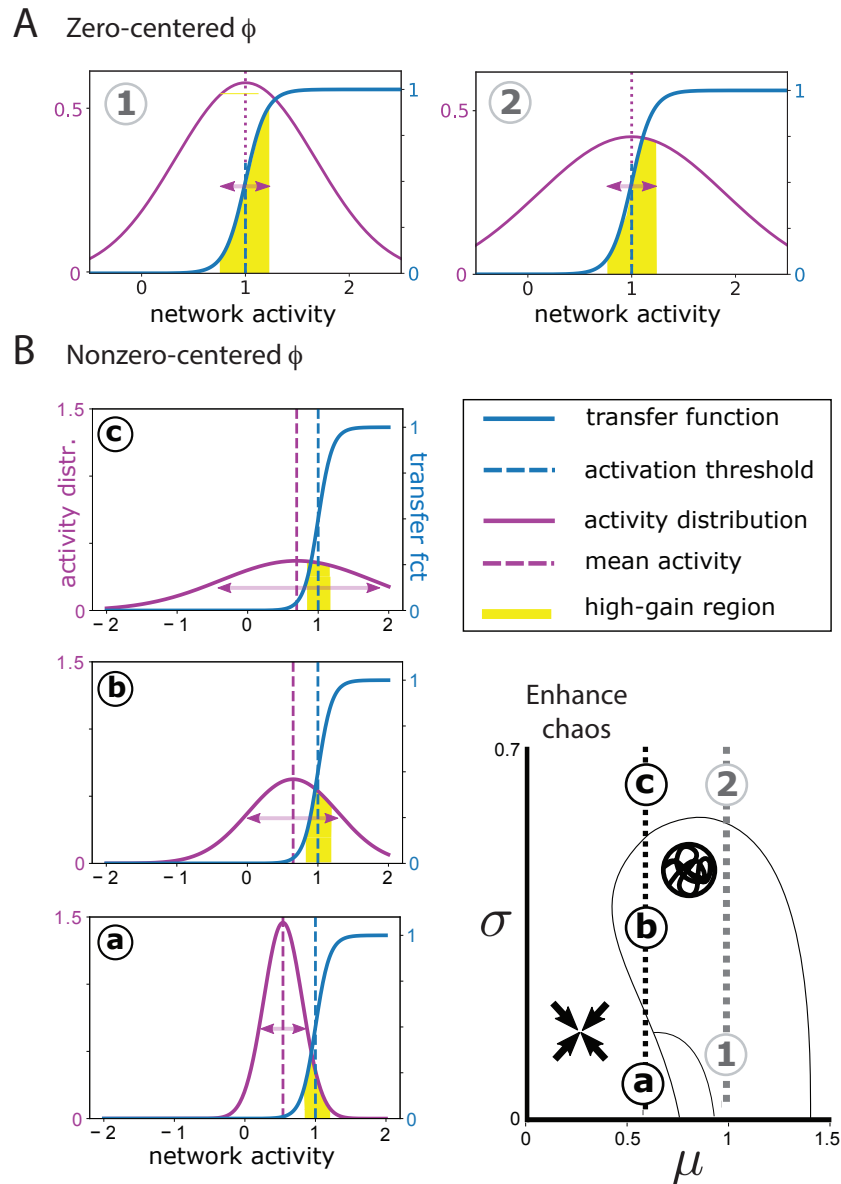 A Zero-centered ϕ
1
0.5
0
1
0
0 1 2
network activity
2
0.5
0
1
0
0 1 2
network activity
B Nonzero-centered ϕ
c
1.5
0
activity distr.
1
0
transfer fct
−2 −1 0 1 2
b
1.5
0
1
0
−2 −1 0 1 2
a
1.5
0
1
0
−2 −1 0 1 2
network activity
transfer function
activation threshold
activity distribution
mean activity
high-gain region
Enhance
chaos
0.7
c 2
σ
b
1
a
0
0.5 1 1.5
μ